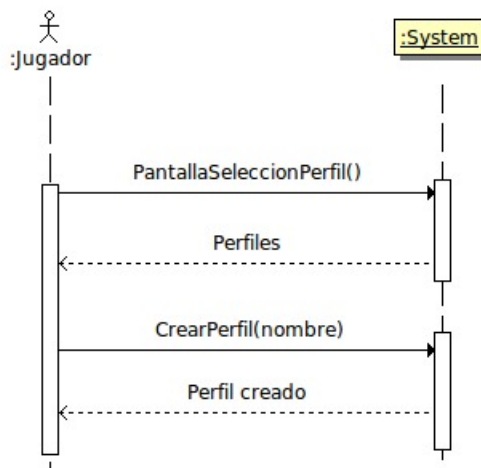 :Jugador
:System
PantallaSeleccionPerfil()
Perfiles
CrearPerfil(nombre)
Perfil creado